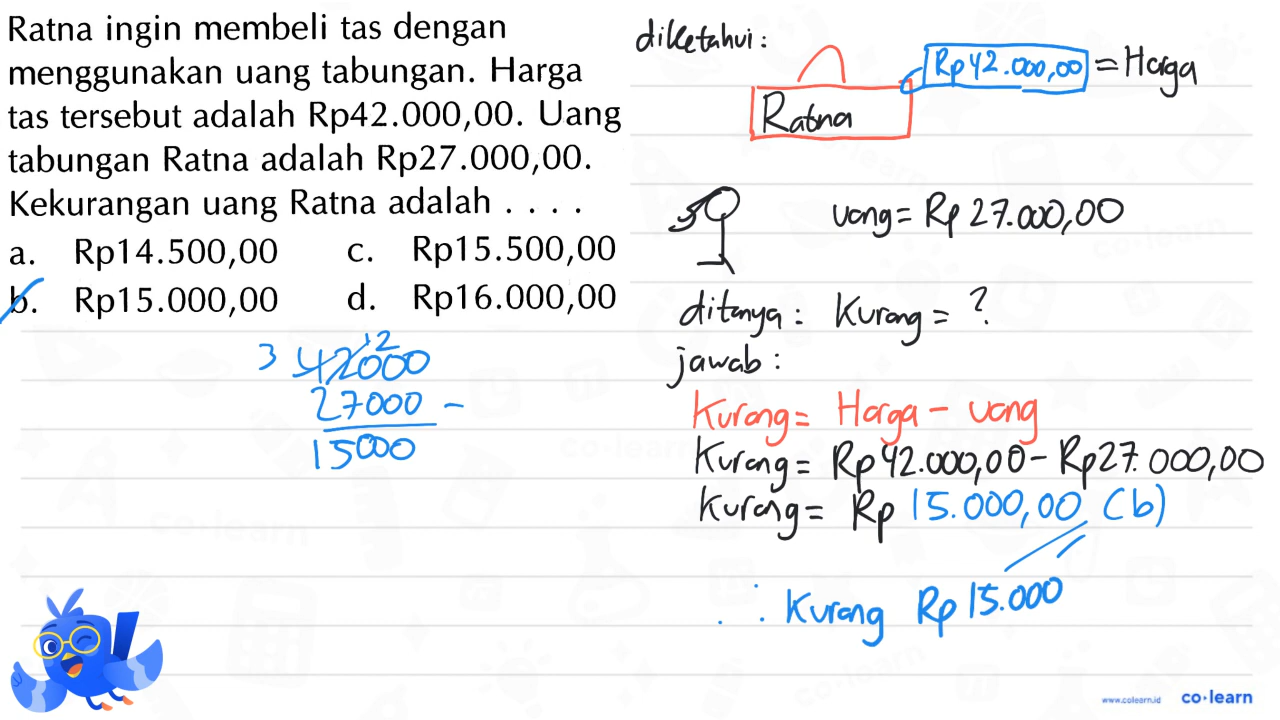 Ratna ingin membeli tas dengan
menggunakan uang tabungan. Harga
tas tersebut adalah Rp42.000,00. Uang
tabungan Ratna adalah Rp27.000,00.
Kekurangan uang Ratna adalah . . . .
a. Rp14.500,00 c. Rp15.500,00
b. Rp15.000,00 d. Rp16.000,00
3 12
42000
27000 -
15000
diketahui:
Rp42.000,00 = Harga
Ratna
uang = Rp 27.000,00
ditanya: Kurang = ?
jawab:
Kurang = Harga - uang
Kurang = Rp42.000,00 - Rp27.000,00
Kurang = Rp 15.000,00 (b)
∴ Kurang Rp 15.000
www.colearn.id co·learn